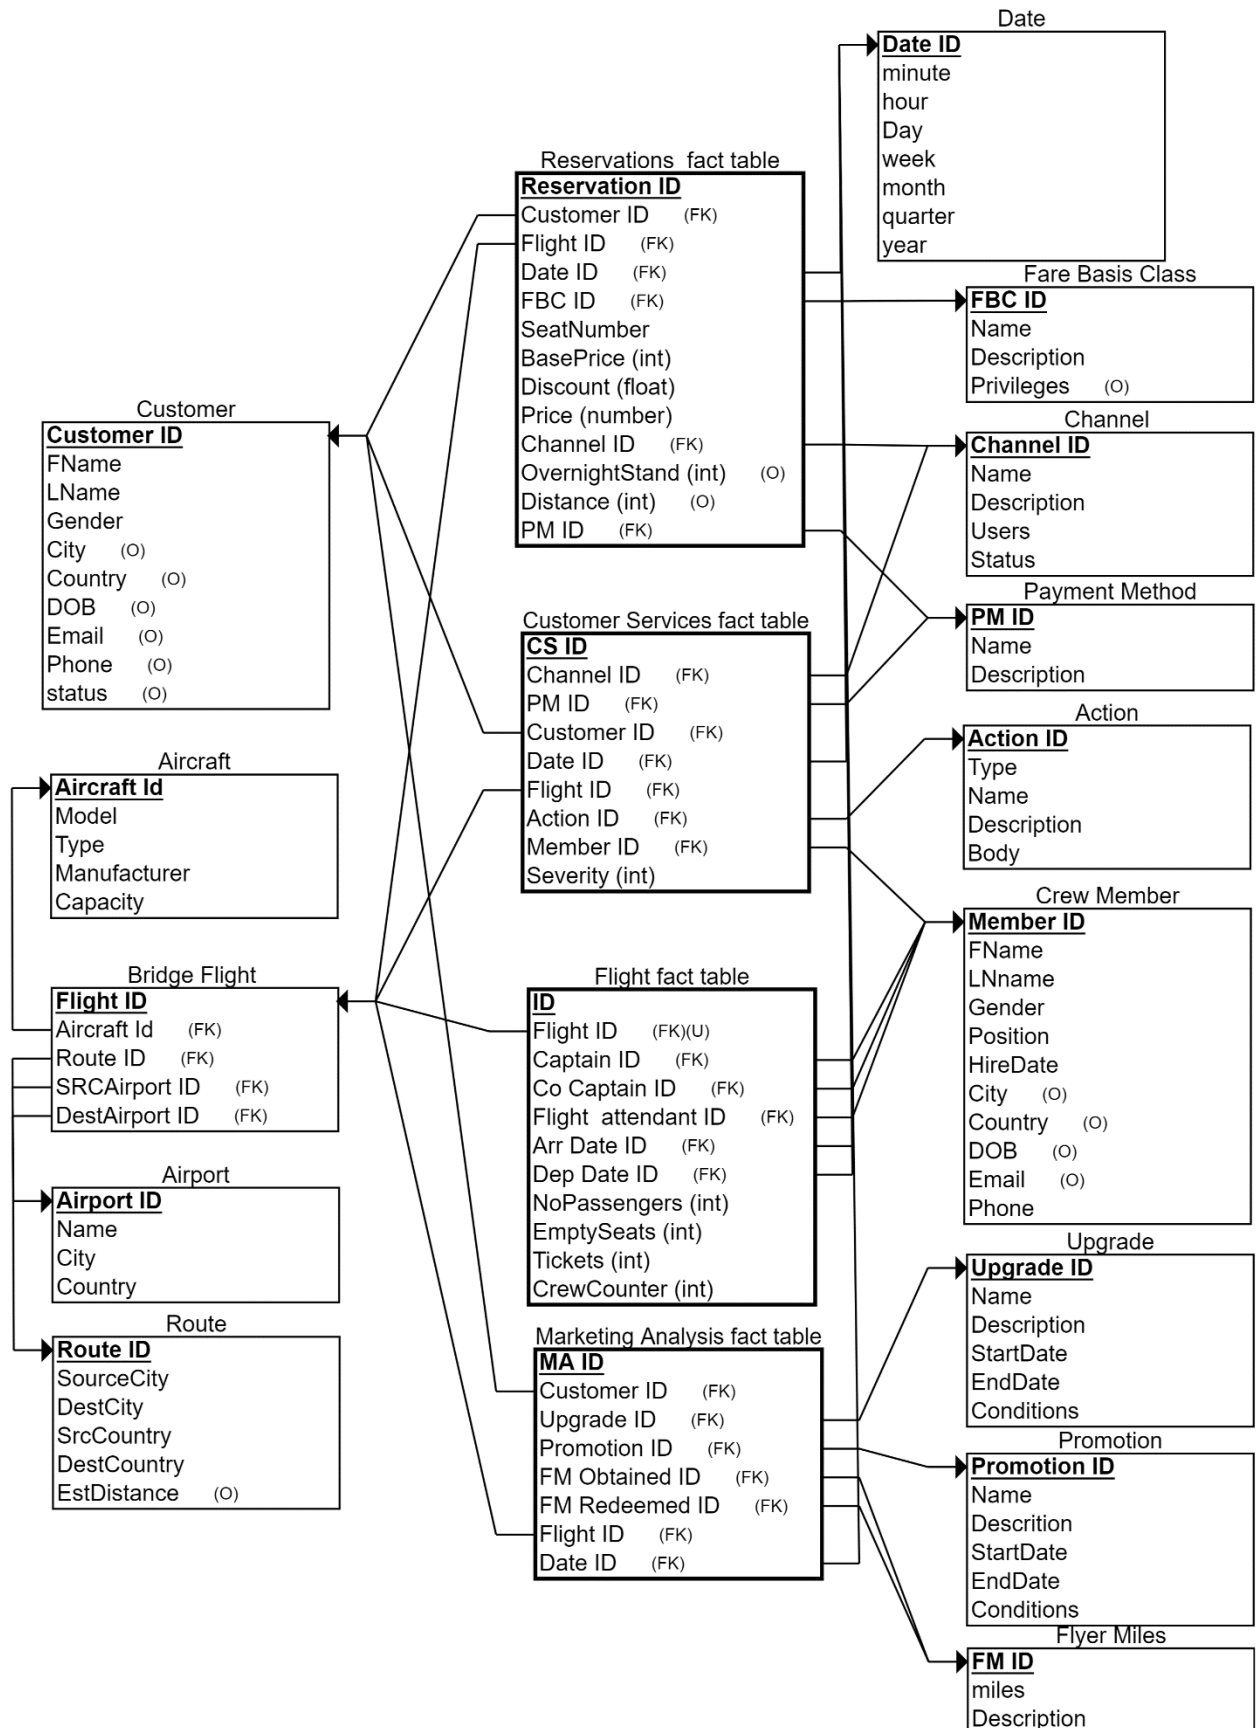 Date
Date ID
minute
hour
Day
week
month
quarter
year
Reservations fact table
Reservation ID
Customer ID (FK)
Flight ID (FK)
Date ID (FK)
FBC ID (FK)
SeatNumber
BasePrice (int)
Discount (float)
Price (number)
Channel ID (FK)
OvernightStand (int) (O)
Distance (int) (O)
PM ID (FK)
Fare Basis Class
FBC ID
Name
Description
Privileges (O)
Customer
Customer ID
FName
LName
Gender
City (O)
Country (O)
DOB (O)
Email (O)
Phone (O)
status (O)
Channel
Channel ID
Name
Description
Users
Status
Payment Method
PM ID
Name
Description
Customer Services fact table
CS ID
Channel ID (FK)
PM ID (FK)
Customer ID (FK)
Date ID (FK)
Flight ID (FK)
Action ID (FK)
Member ID (FK)
Severity (int)
Action
Action ID
Type
Name
Description
Body
Aircraft
Aircraft Id
Model
Type
Manufacturer
Capacity
Crew Member
Member ID
FName
LNname
Gender
Position
HireDate
City (O)
Country (O)
DOB (O)
Email (O)
Phone
Bridge Flight
Flight ID
Aircraft Id (FK)
Route ID (FK)
SRCAirport ID (FK)
DestAirport ID (FK)
Flight fact table
ID
Flight ID (FK)(U)
Captain ID (FK)
Co Captain ID (FK)
Flight attendant ID (FK)
Arr Date ID (FK)
Dep Date ID (FK)
NoPassengers (int)
EmptySeats (int)
Tickets (int)
CrewCounter (int)
Airport
Airport ID
Name
City
Country
Upgrade
Upgrade ID
Name
Description
StartDate
EndDate
Conditions
Route
Route ID
SourceCity
DestCity
SrcCountry
DestCountry
EstDistance (O)
Marketing Analysis fact table
MA ID
Customer ID (FK)
Upgrade ID (FK)
Promotion ID (FK)
FM Obtained ID (FK)
FM Redeemed ID (FK)
Flight ID (FK)
Date ID (FK)
Promotion
Promotion ID
Name
Descrition
StartDate
EndDate
Conditions
Flyer Miles
FM ID
miles
Description